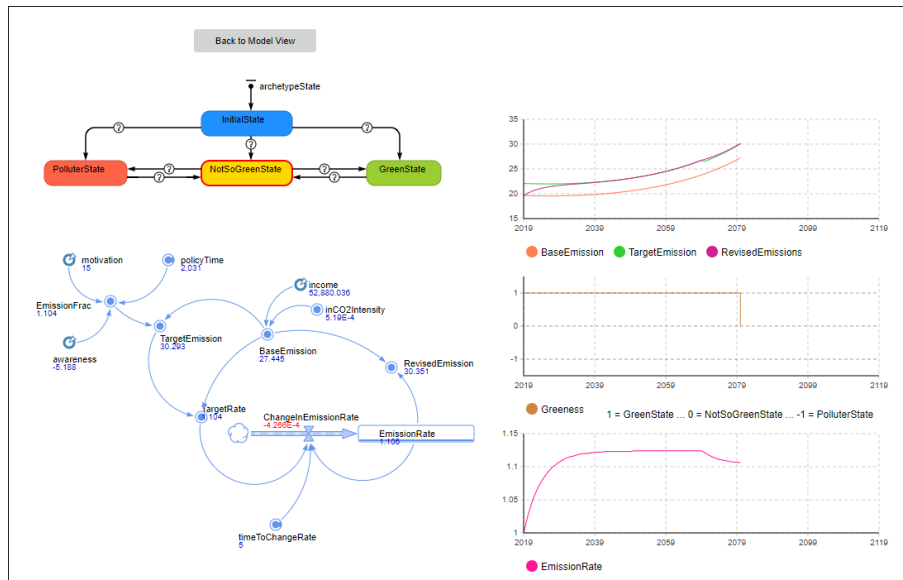 Back to Model View
archetypeState
InitialState
PolluterState
NotSoGreenState
GreenState
?
?
?
?
?
?
?
motivation
15
policyTime
2.031
EmissionFrac
1.104
income
52,880.036
inCO2Intensity
5.19E-4
TargetEmission
30.293
BaseEmission
27.445
awareness
-5.188
RevisedEmission
30.351
TargetRate
1.104
ChangeInEmissionRate
-4.266E-4
EmissionRate
1.106
timeToChangeRate
5
35
30
25
20
15
2019 2039 2059 2079 2099 2119
BaseEmission TargetEmission RevisedEmissions
1
0
-1
2019 2039 2059 2079 2099 2119
Greeness 1 = GreenState ... 0 = NotSoGreenState ... -1 = PolluterState
1.15
1.1
1.05
1
2019 2039 2059 2079 2099 2119
EmissionRate